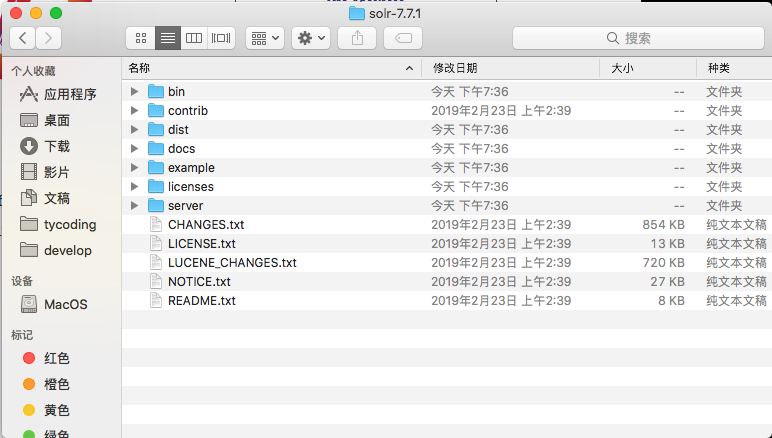 solr-7.7.1
搜索
个人收藏
应用程序
桌面
下载
影片
文稿
tycoding
develop
设备
MacOS
标记
红色
橙色
黄色
绿色
名称 修改日期 大小 种类
bin 今天 下午7:36 -- 文件夹
contrib 2019年2月23日 上午2:39 -- 文件夹
dist 今天 下午7:36 -- 文件夹
docs 今天 下午7:36 -- 文件夹
example 今天 下午7:36 -- 文件夹
licenses 今天 下午7:36 -- 文件夹
server 今天 下午7:36 -- 文件夹
CHANGES.txt 2019年2月23日 上午2:39 854 KB 纯文本文稿
LICENSE.txt 2019年2月23日 上午2:39 13 KB 纯文本文稿
LUCENE_CHANGES.txt 2019年2月23日 上午2:39 720 KB 纯文本文稿
NOTICE.txt 2019年2月23日 上午2:39 27 KB 纯文本文稿
README.txt 2019年2月23日 上午2:39 8 KB 纯文本文稿